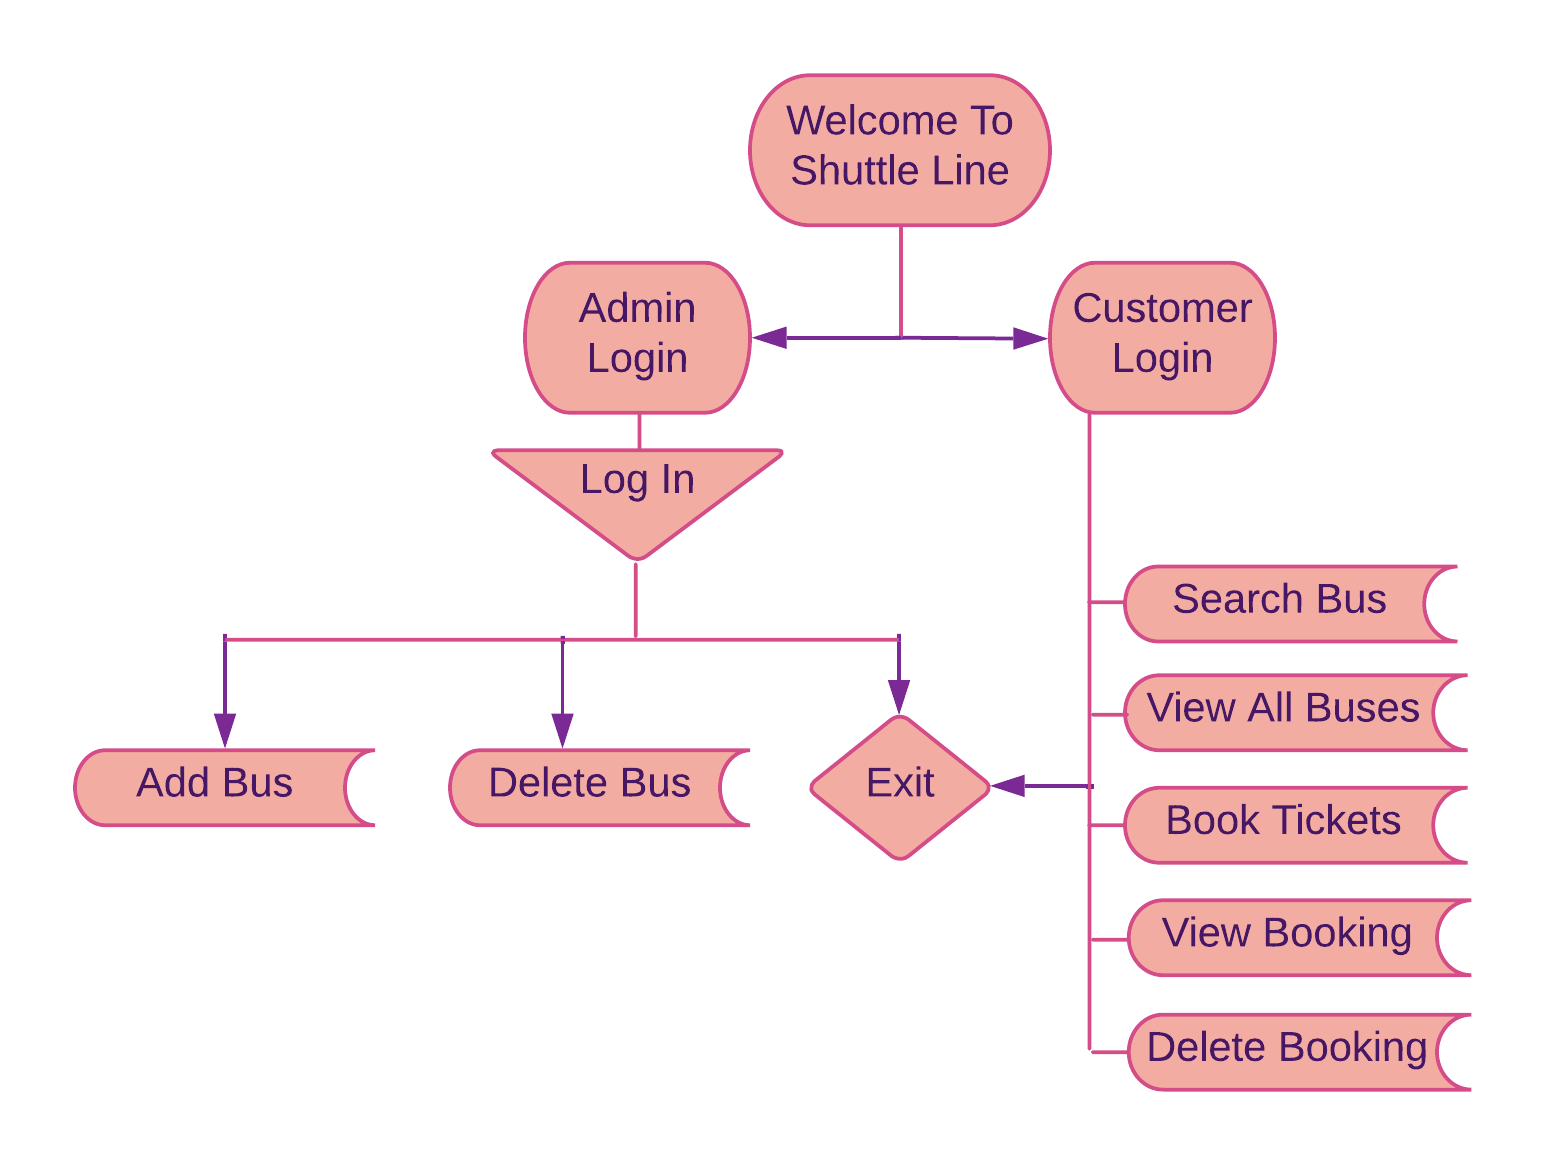 Welcome To
Shuttle Line
Admin
Login
Customer
Login
Log In
Search Bus
View All Buses
Add Bus
Delete Bus
Exit
Book Tickets
View Booking
Delete Booking